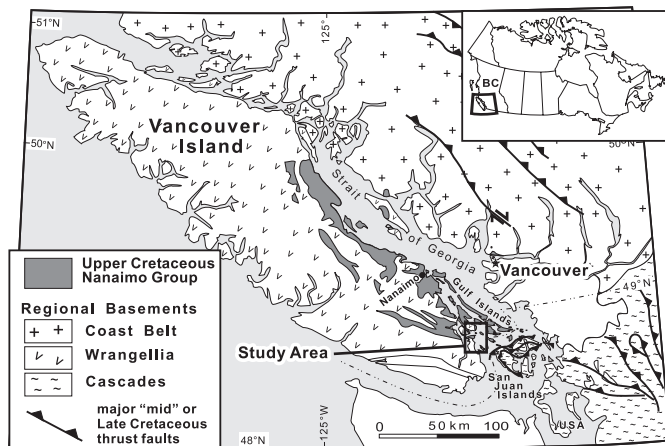 51°N
125°
BC
50°N
50°N
Vancouver
Island
Strait
of Georgia
Vancouver
49°N
Nanaimo
Gulf Islands
Upper Cretaceous
Nanaimo Group
Regional Basements
Coast Belt
Wrangellia
Cascades
major "mid" or
Late Cretaceous
thrust faults
Study Area
San
Juan
Islands
USA
48°N
125°W
0 50 km 100